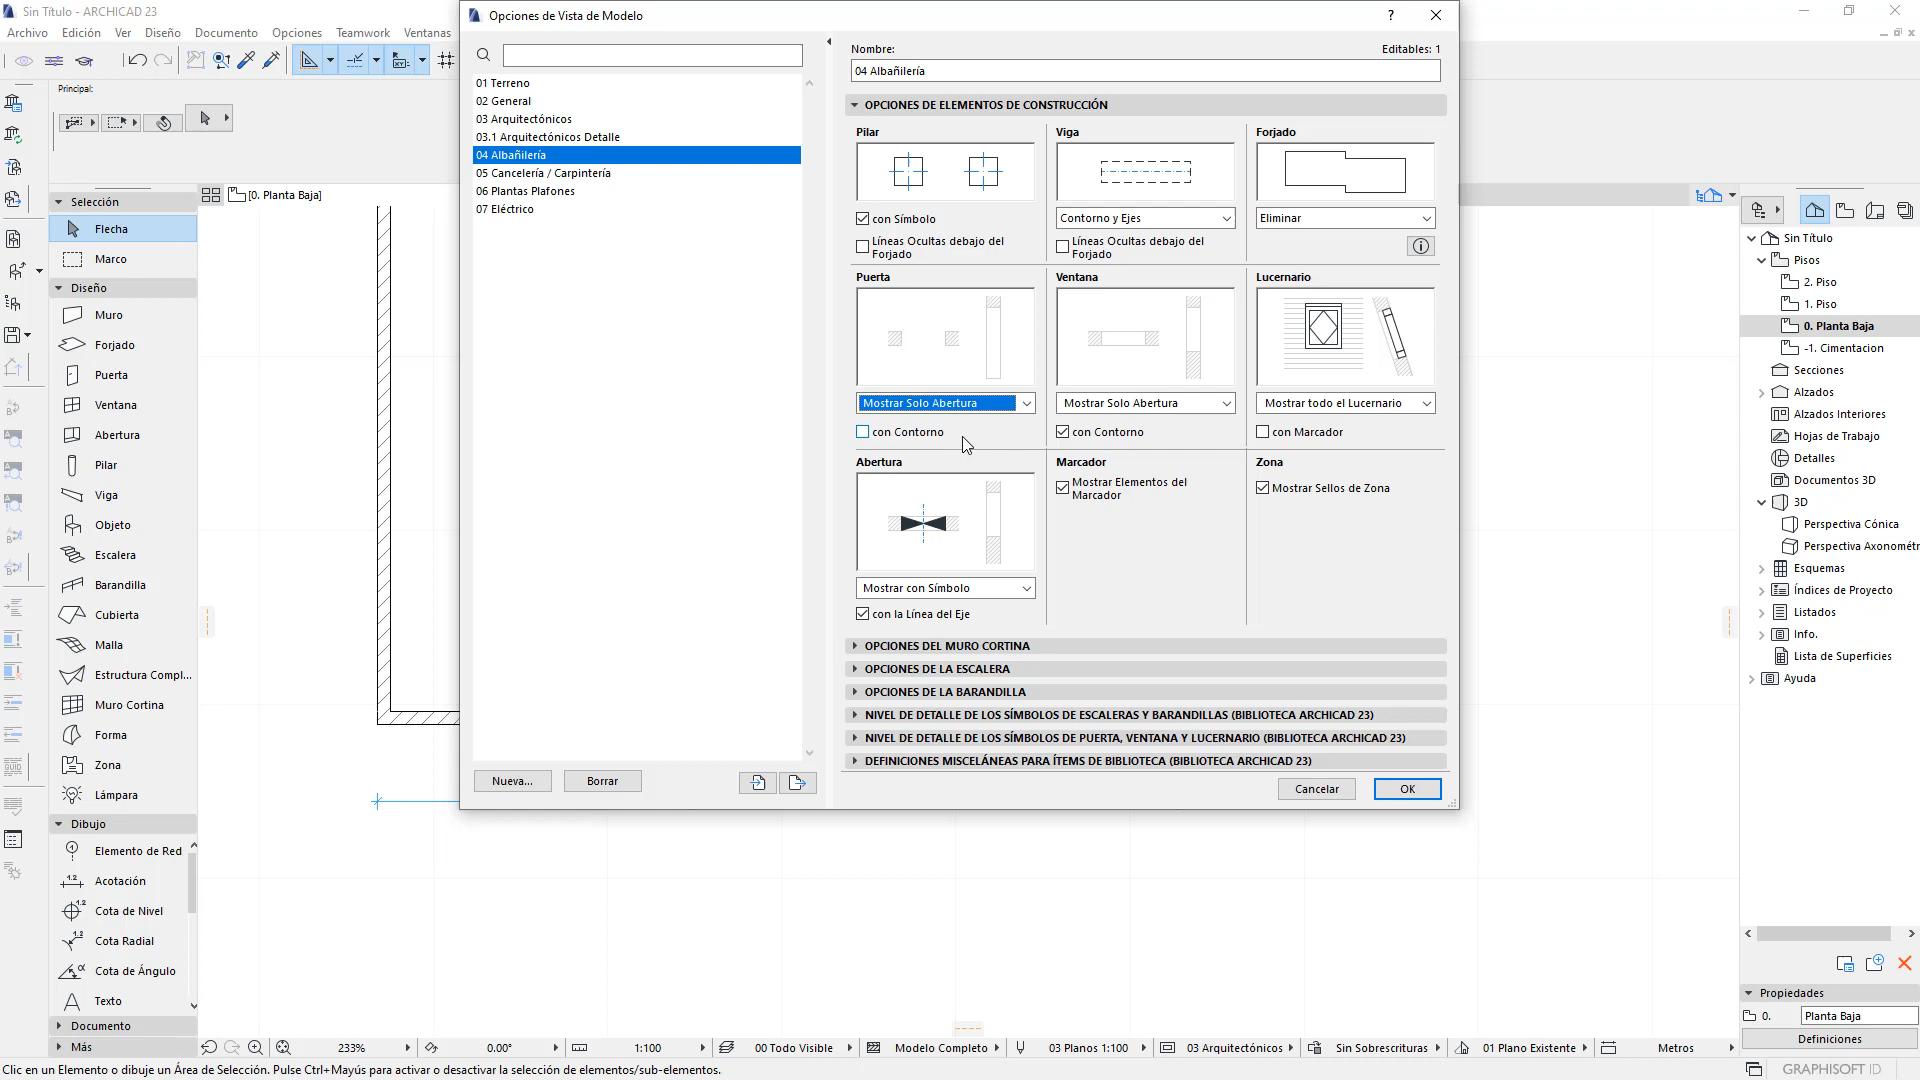 Sin Título - ARCHICAD 23
Archivo Edición Ver Diseño Documento Opciones Teamwork Ventanas
Principal:
Selección
Flecha
Marco
Diseño
Muro
Forjado
Puerta
Ventana
Abertura
Pilar
Viga
Objeto
Escalera
Barandilla
Cubierta
Malla
Estructura Compl...
Muro Cortina
Forma
Zona
Lámpara
Dibujo
Elemento de Red
Acotación
Cota de Nivel
Cota Radial
Cota de Ángulo
Texto
Documento
Más
[0. Planta Baja]
Opciones de Vista de Modelo
01 Terreno
02 General
03 Arquitectónicos
03.1 Arquitectónicos Detalle
04 Albañilería
05 Cancelería / Carpintería
06 Plantas Plafones
07 Eléctrico
Nueva... Borrar
Nombre: Editables: 1
04 Albañilería
OPCIONES DE ELEMENTOS DE CONSTRUCCIÓN
Pilar Viga Forjado
con Símbolo Contorno y Ejes Eliminar
Líneas Ocultas debajo del Forjado
Líneas Ocultas debajo del Forjado
Puerta Ventana Lucernario
Mostrar Solo Abertura Mostrar Solo Abertura Mostrar todo el Lucernario
con Contorno con Contorno con Marcador
Abertura Marcador Zona
Mostrar Elementos del Marcador
Mostrar Sellos de Zona
Mostrar con Símbolo
con la Línea del Eje
OPCIONES DEL MURO CORTINA
OPCIONES DE LA ESCALERA
OPCIONES DE LA BARANDILLA
NIVEL DE DETALLE DE LOS SÍMBOLOS DE ESCALERAS Y BARANDILLAS (BIBLIOTECA ARCHICAD 23)
NIVEL DE DETALLE DE LOS SÍMBOLOS DE PUERTA, VENTANA Y LUCERNARIO (BIBLIOTECA ARCHICAD 23)
DEFINICIONES MISCELÁNEAS PARA ÍTEMS DE BIBLIOTECA (BIBLIOTECA ARCHICAD 23)
Cancelar OK
Sin Título
Pisos
2. Piso
1. Piso
0. Planta Baja
-1. Cimentacion
Secciones
Alzados
Alzados Interiores
Hojas de Trabajo
Detalles
Documentos 3D
3D
Perspectiva Cónica
Perspectiva Axonométr
Esquemas
Índices de Proyecto
Listados
Info.
Lista de Superficies
Ayuda
Propiedades
0. Planta Baja
Definiciones
233% 0.00° 1:100 00 Todo Visible Modelo Completo 03 Planos 1:100 03 Arquitectónicos Sin Sobrescrituras 01 Plano Existente Metros
Clic en un Elemento o dibuje un Área de Selección. Pulse Ctrl+Mayús para activar o desactivar la selección de elementos/sub-elementos.
GRAPHISOFT ID